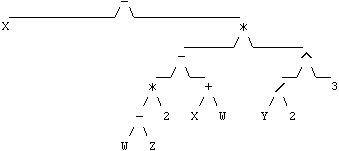 -
X *
- ^
* + / 3
- 2 X W Y 2
W Z